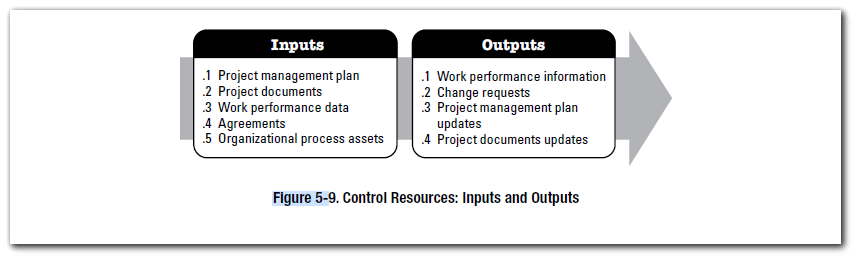 Inputs
.1 Project management plan
.2 Project documents
.3 Work performance data
.4 Agreements
.5 Organizational process assets
Outputs
.1 Work performance information
.2 Change requests
.3 Project management plan
updates
.4 Project documents updates
Figure 5-9. Control Resources: Inputs and Outputs